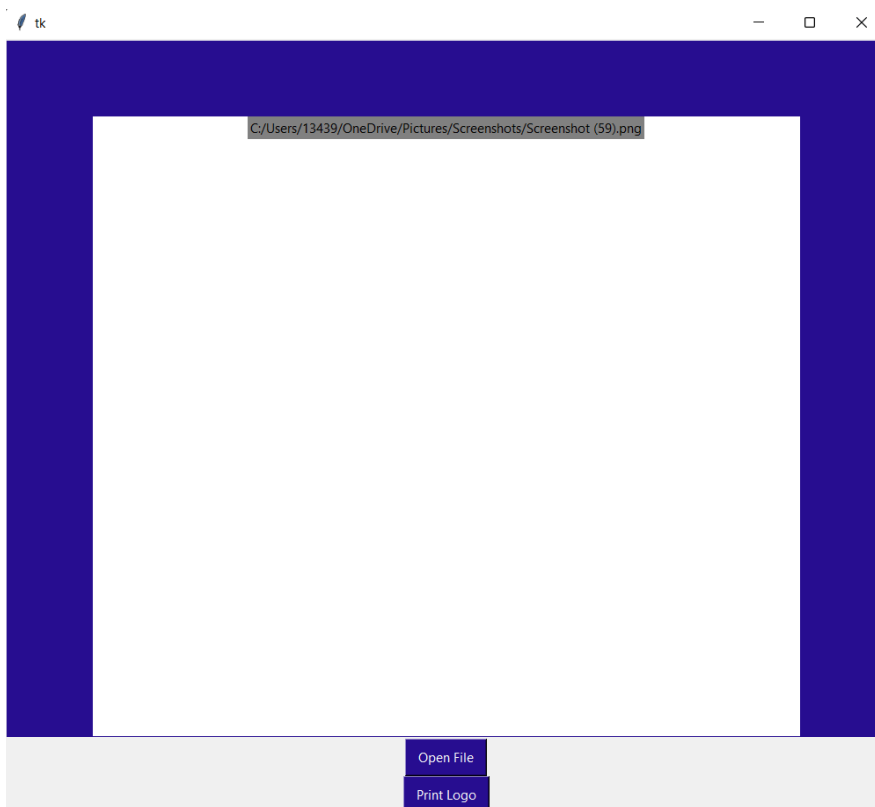 tk
C:/Users/13439/OneDrive/Pictures/Screenshots/Screenshot (59).png
Open File
Print Logo